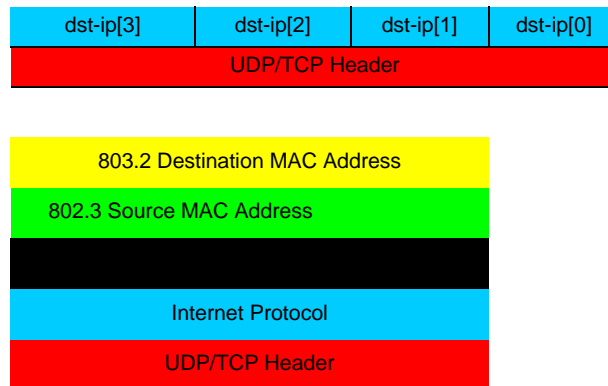 dst-ip[3] dst-ip[2] dst-ip[1] dst-ip[0]
UDP/TCP Header
803.2 Destination MAC Address
802.3 Source MAC Address
Internet Protocol
UDP/TCP Header